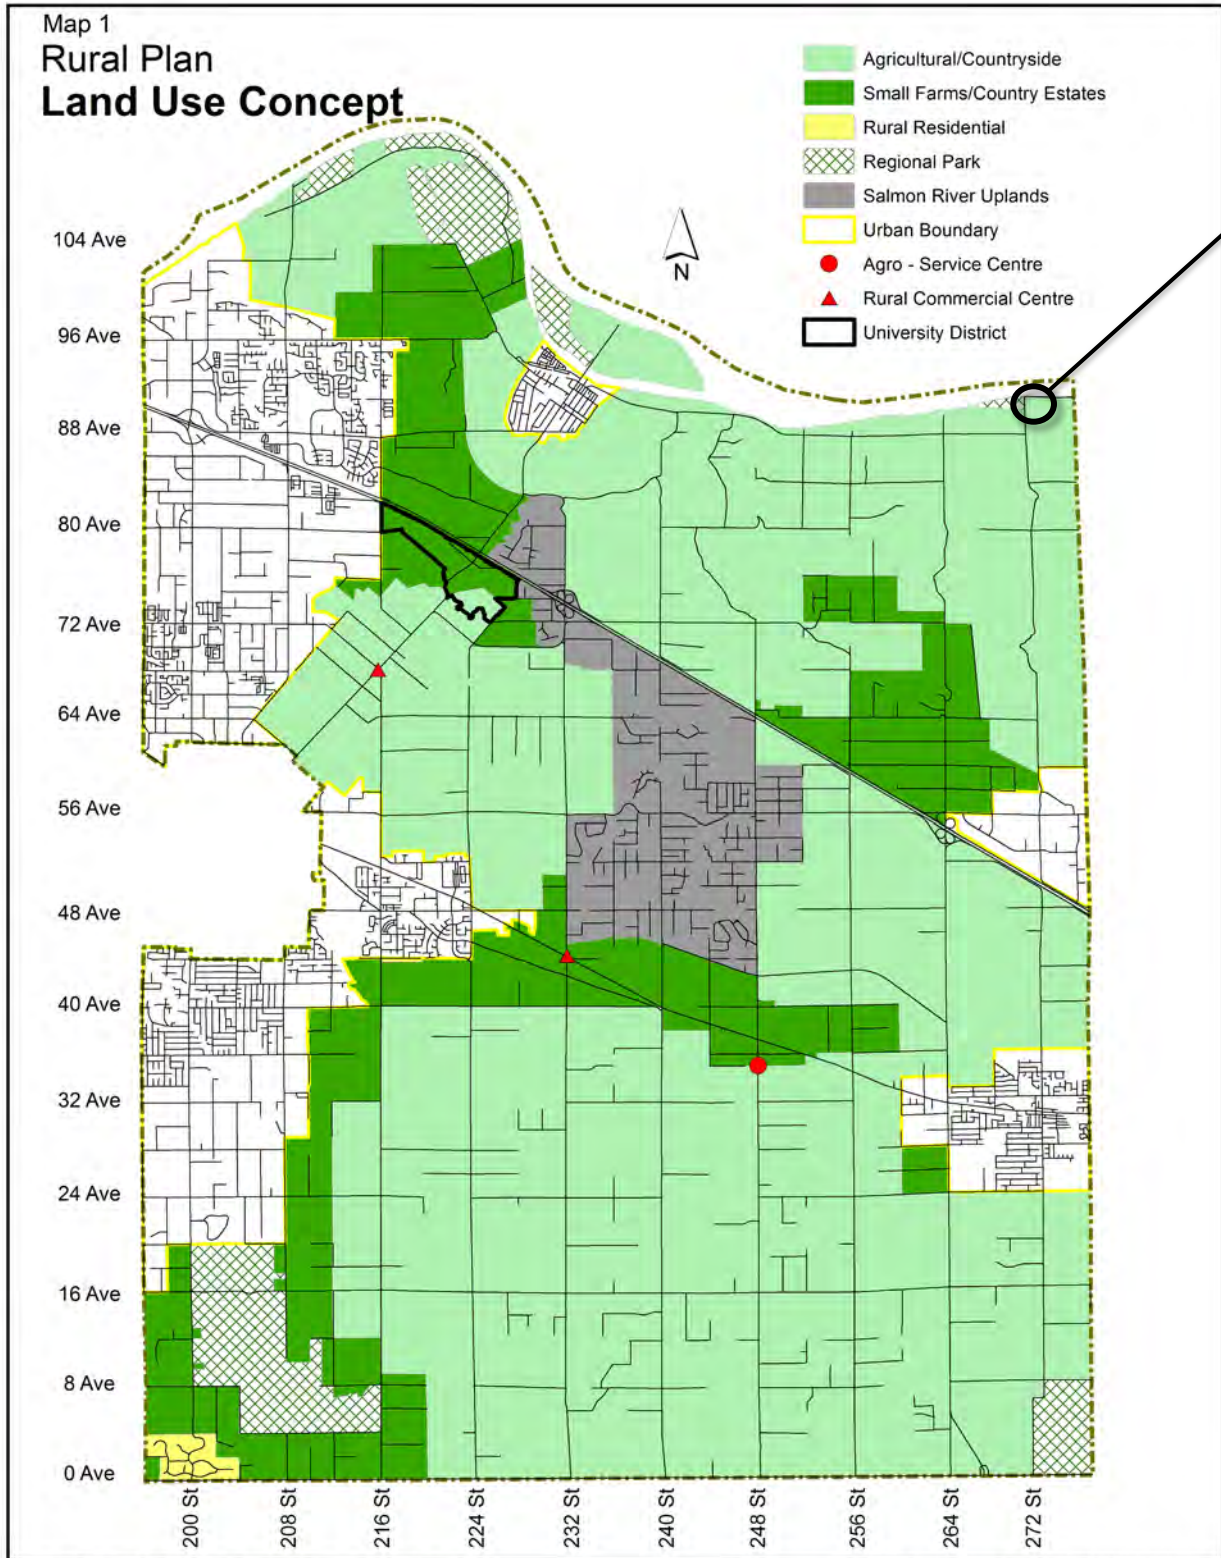 Map 1
Rural Plan
Land Use Concept
Agricultural/Countryside
Small Farms/Country Estates
Rural Residential
Regional Park
Salmon River Uplands
Urban Boundary
Agro - Service Centre
Rural Commercial Centre
University District
N
104 Ave
96 Ave
88 Ave
80 Ave
72 Ave
64 Ave
56 Ave
48 Ave
40 Ave
32 Ave
24 Ave
16 Ave
8 Ave
0 Ave
200 St
208 St
216 St
224 St
232 St
240 St
248 St
256 St
264 St
272 St